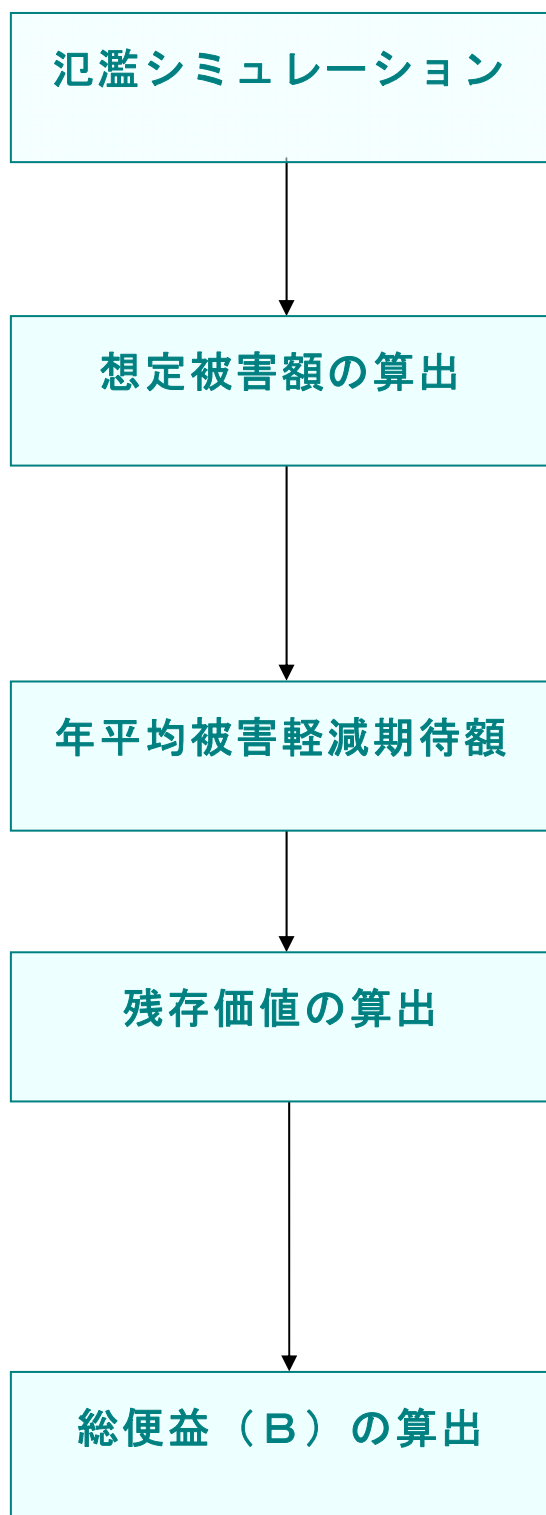 氾濫シミュレーション
想定被害額の算出
年平均被害軽減期待額
残存価値の算出
総便益（Ｂ）の算出